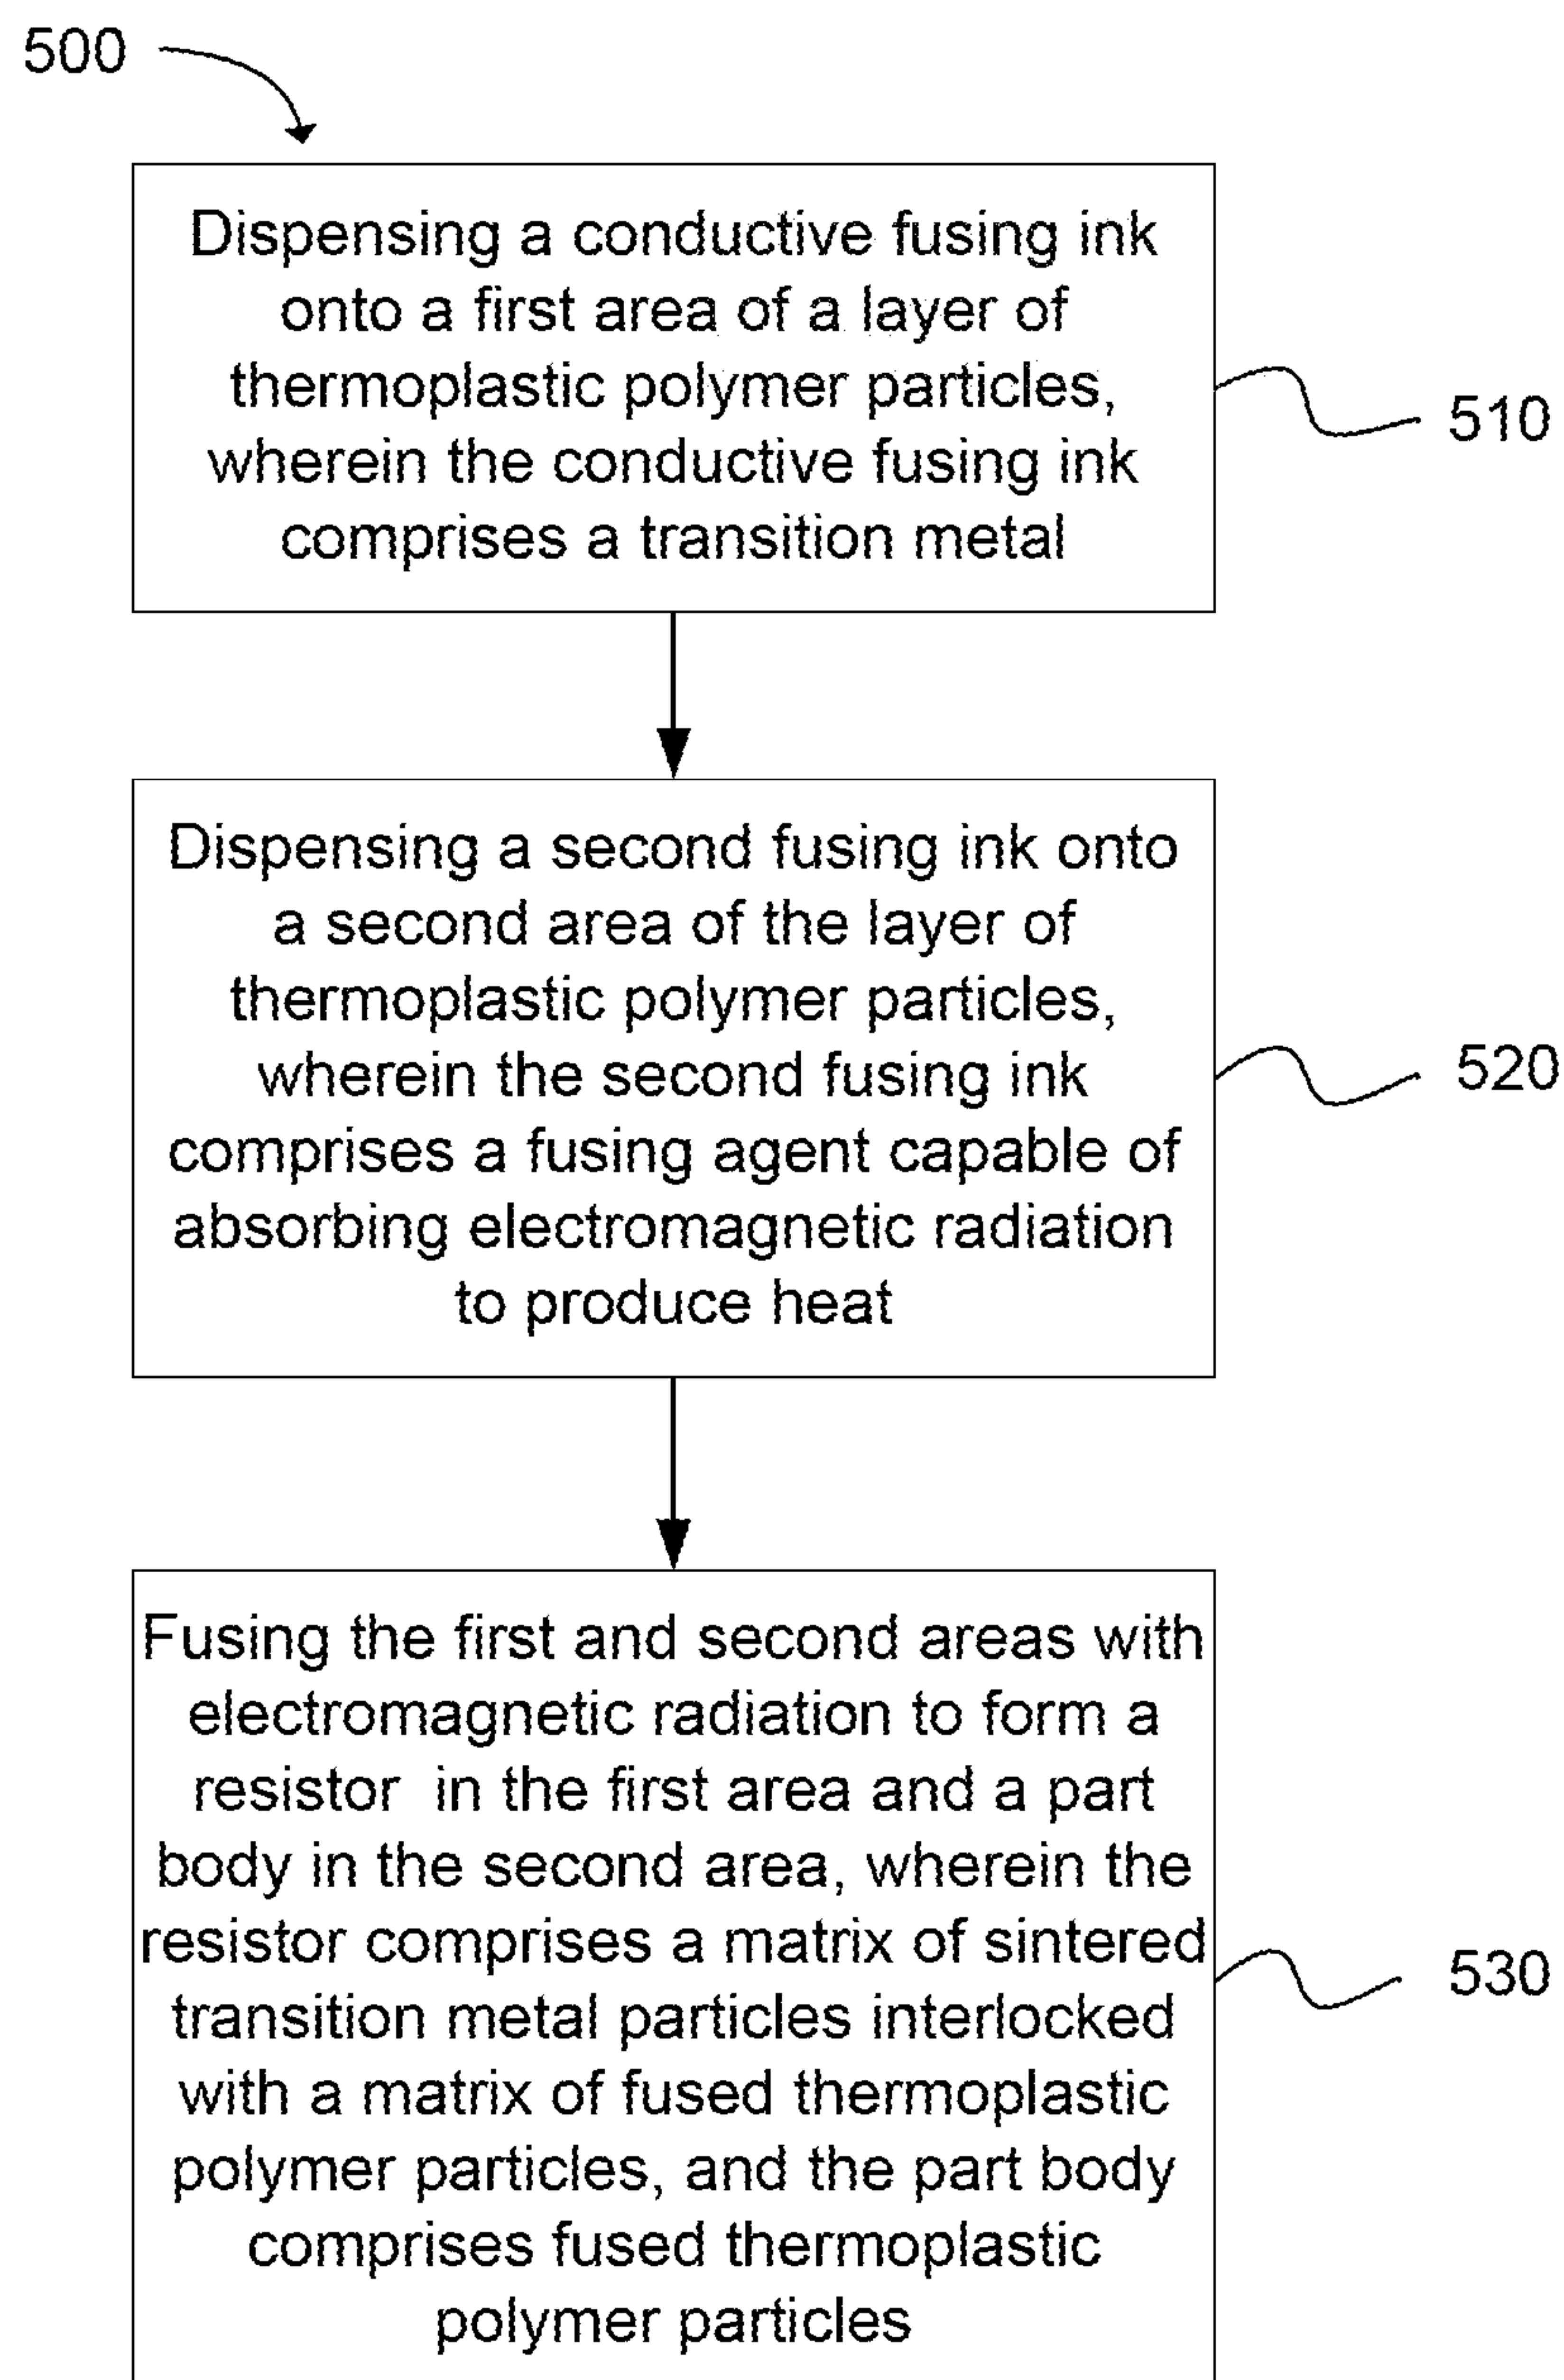 500
Dispensing a conductive fusing ink
onto a first area of a layer of
thermoplastic polymer particles,
wherein the conductive fusing ink
comprises a transition metal
510
Dispensing a second fusing ink onto
a second area of the layer of
thermoplastic polymer particles,
wherein the second fusing ink
comprises a fusing agent capable of
absorbing electromagnetic radiation
to produce heat
520
Fusing the first and second areas with
electromagnetic radiation to form a
resistor in the first area and a part
body in the second area, wherein the
resistor comprises a matrix of sintered
transition metal particles interlocked
with a matrix of fused thermoplastic
polymer particles, and the part body
comprises fused thermoplastic
polymer particles
530